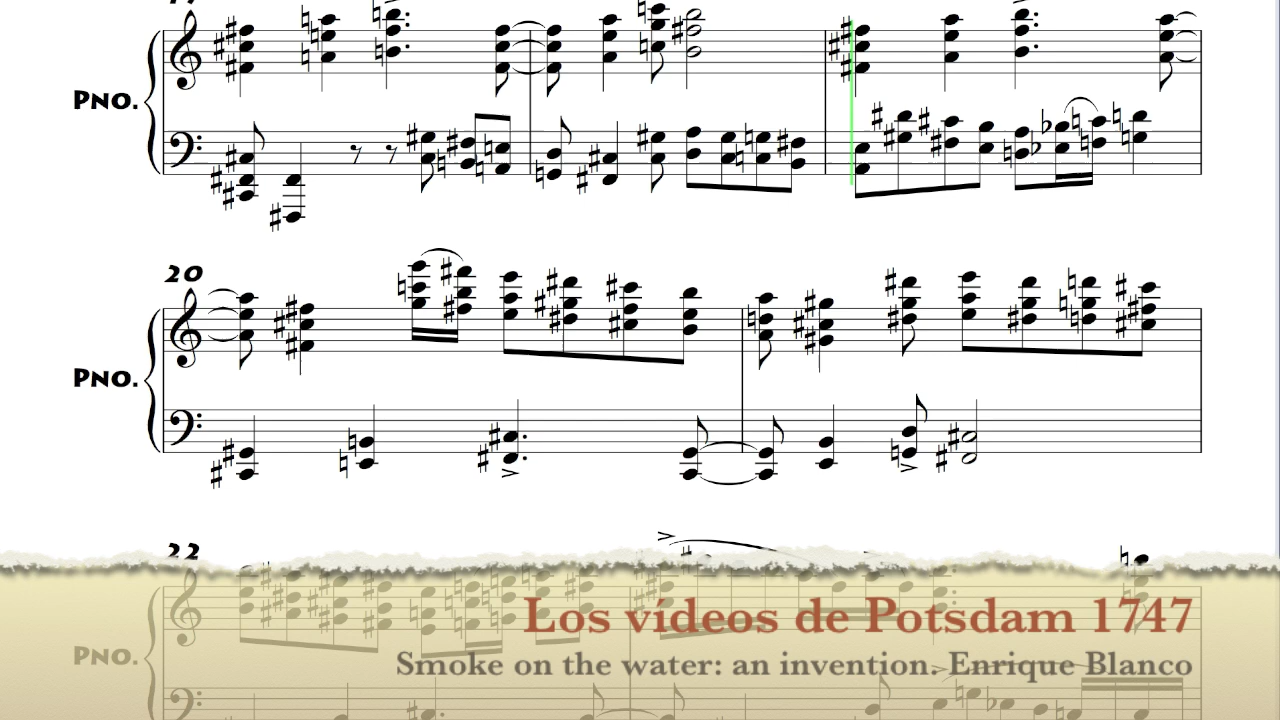 Pno.
20
Pno.
22
Pno.
Los vídeos de Potsdam 1747
Smoke on the water: an invention. Enrique Blanco